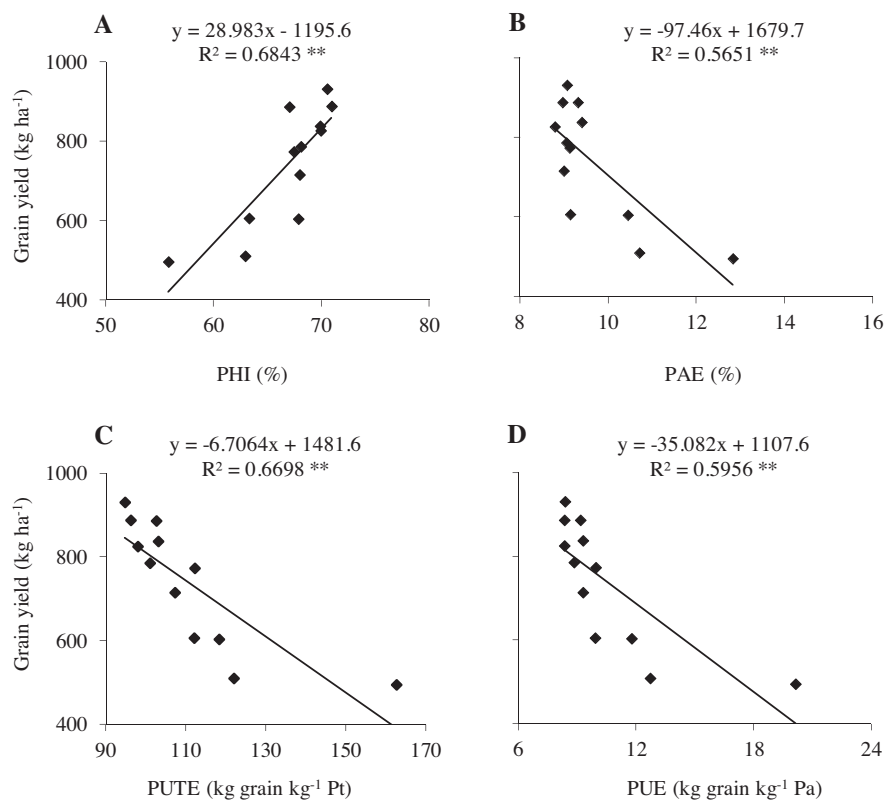 A
y = 28.983x - 1195.6
R² = 0.6843 **
Grain yield (kg ha⁻¹)
1000
800
600
400
50 60 70 80
PHI (%)
B
y = -97.46x + 1679.7
R² = 0.5651 **
8 10 12 14 16
PAE (%)
C
y = -6.7064x + 1481.6
R² = 0.6698 **
Grain yield (kg ha⁻¹)
1000
800
600
400
90 110 130 150 170
PUTE (kg grain kg⁻¹ Pt)
D
y = -35.082x + 1107.6
R² = 0.5956 **
6 12 18 24
PUE (kg grain kg⁻¹ Pa)